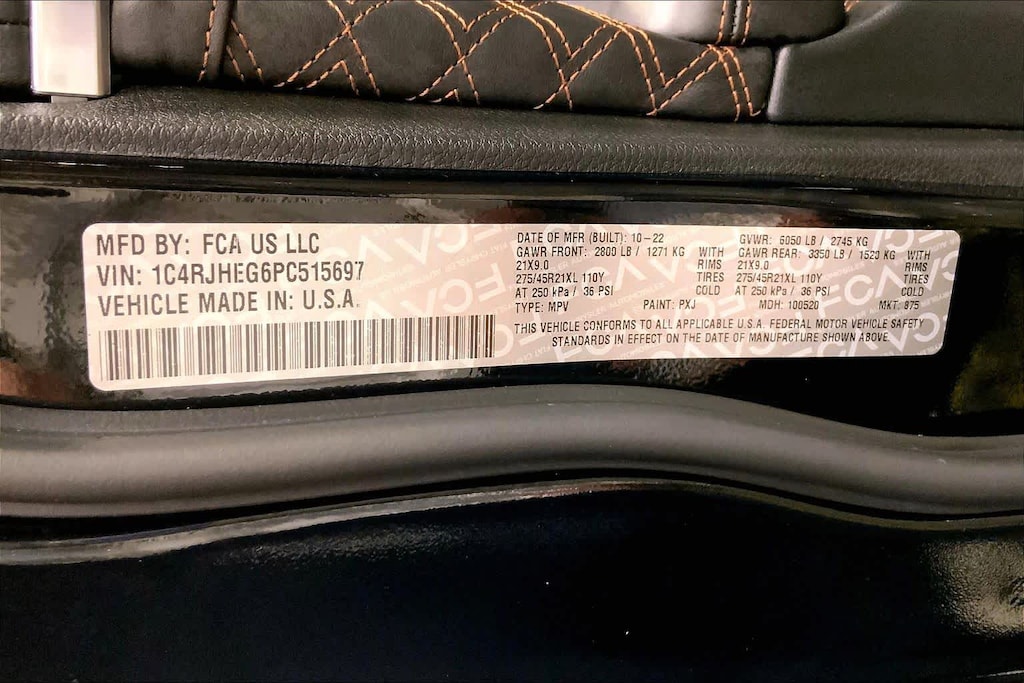 MFD BY: FCA US LLC
VIN: 1C4RJHEG6PC515697
VEHICLE MADE IN: U.S.A.
DATE OF MFR (BUILT): 10-22 GVWR: 6050 LB / 2745 KG
GAWR FRONT: 2800 LB / 1271 KG WITH GAWR REAR: 3350 LB / 1520 KG WITH
21X9.0 RIMS 21X9.0 RIMS
275/45R21XL 110Y TIRES 275/45R21XL 110Y TIRES
AT 250 kPa / 36 PSI COLD AT 250 kPa / 36 PSI COLD
TYPE: MPV PAINT: PXJ MDH: 100520 MKT: 875
THIS VEHICLE CONFORMS TO ALL APPLICABLE U.S.A. FEDERAL MOTOR VEHICLE SAFETY
STANDARDS IN EFFECT ON THE DATE OF MANUFACTURE SHOWN ABOVE.